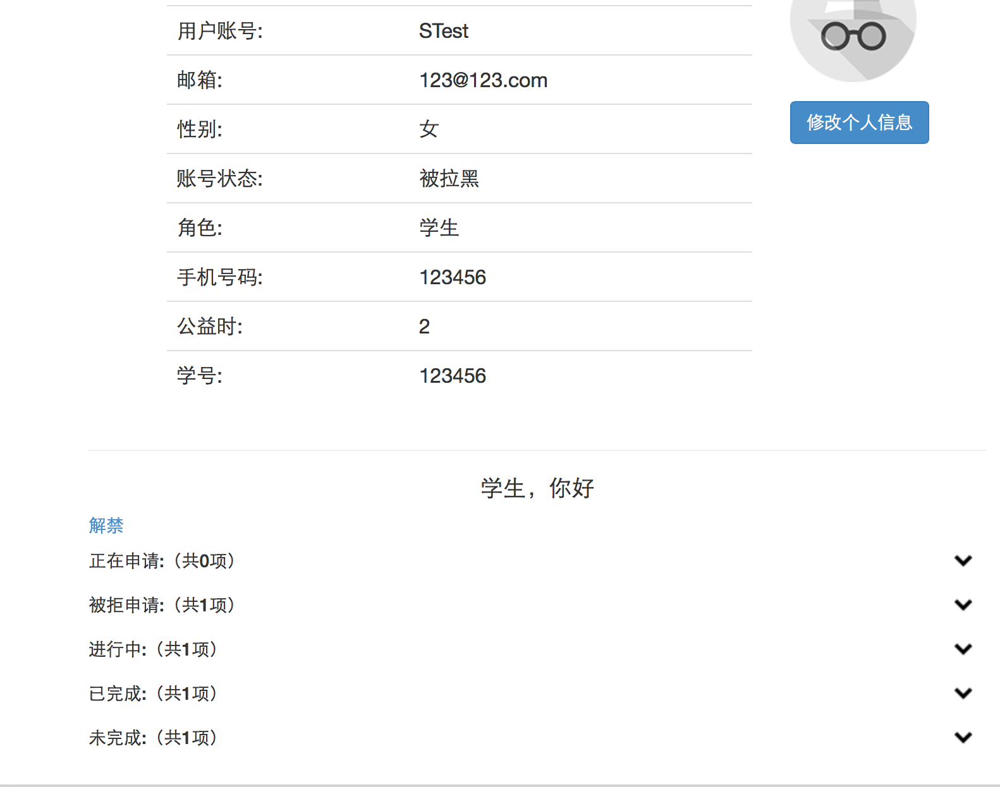 用户账号: STest
邮箱: 123@123.com
修改个人信息
性别: 女
账号状态: 被拉黑
角色: 学生
手机号码: 123456
公益时: 2
学号: 123456
学生，你好
解禁
正在申请:（共0项）
被拒申请:（共1项）
进行中:（共1项）
已完成:（共1项）
未完成:（共1项）